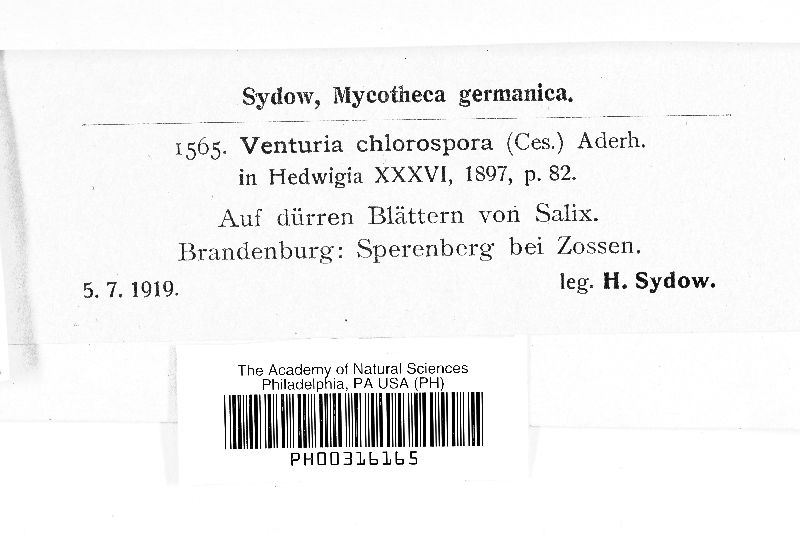 Sydow, Mycotheca germanica.
1565. Venturia chlorospora (Ces.) Aderh.
in Hedwigia XXXVI, 1897, p. 82.
Auf dürren Blättern von Salix.
Brandenburg: Sperenberg bei Zossen.
5. 7. 1919. leg. H. Sydow.
The Academy of Natural Sciences
Philadelphia, PA USA (PH)
PH00316165